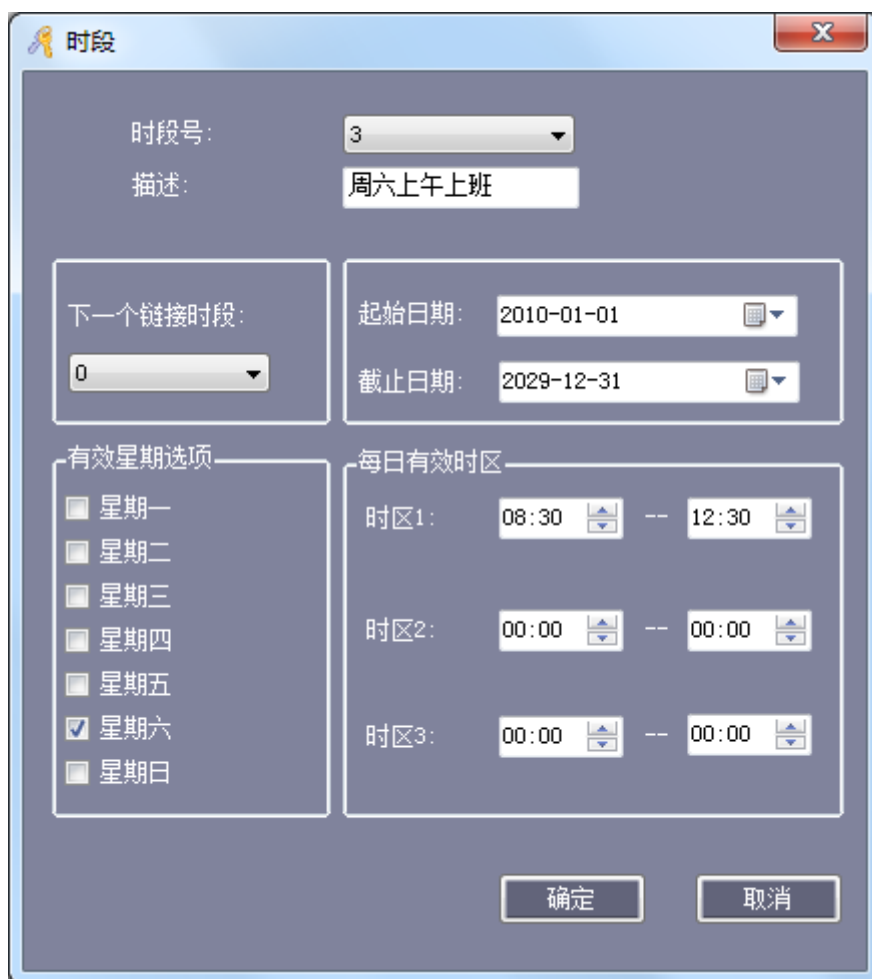 时段
时段号: 3
描述: 周六上午上班
下一个链接时段:
0
起始日期: 2010-01-01
截止日期: 2029-12-31
有效星期选项
星期一
星期二
星期三
星期四
星期五
星期六
星期日
每日有效时区
时区1: 08:30 -- 12:30
时区2: 00:00 -- 00:00
时区3: 00:00 -- 00:00
确定 取消